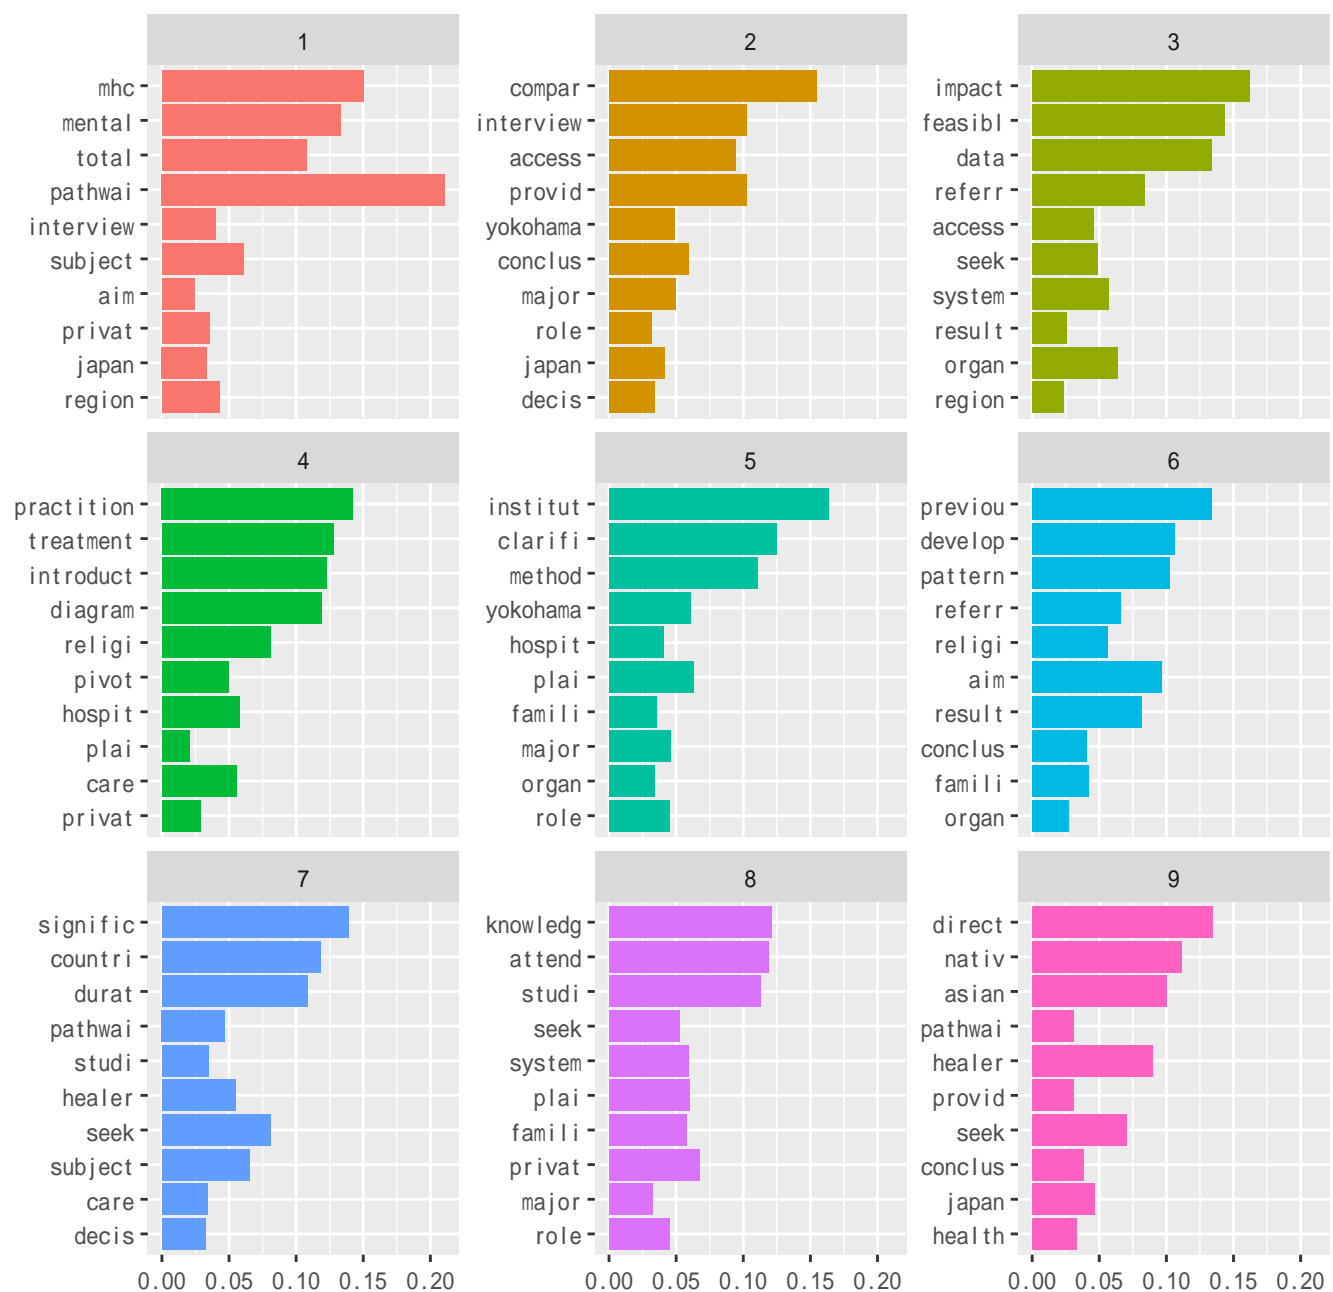 1
mhc
mental
total
pathwai
interview
subject
aim
privat
japan
region
2
compar
interview
access
provid
yokohama
conclus
major
role
japan
decis
3
impact
feasibl
data
referr
access
seek
system
result
organ
region
4
practition
treatment
introduct
diagram
religi
pivot
hospit
plai
care
privat
5
institut
clarifi
method
yokohama
hospit
plai
famili
major
organ
role
6
previou
develop
pattern
referr
religi
aim
result
conclus
famili
organ
7
signific
countri
durat
pathwai
studi
healer
seek
subject
care
decis
0.00 0.05 0.10 0.15 0.20
8
knowledg
attend
studi
seek
system
plai
famili
privat
major
role
0.00 0.05 0.10 0.15 0.20
9
direct
nativ
asian
pathwai
healer
provid
seek
conclus
japan
health
0.00 0.05 0.10 0.15 0.20